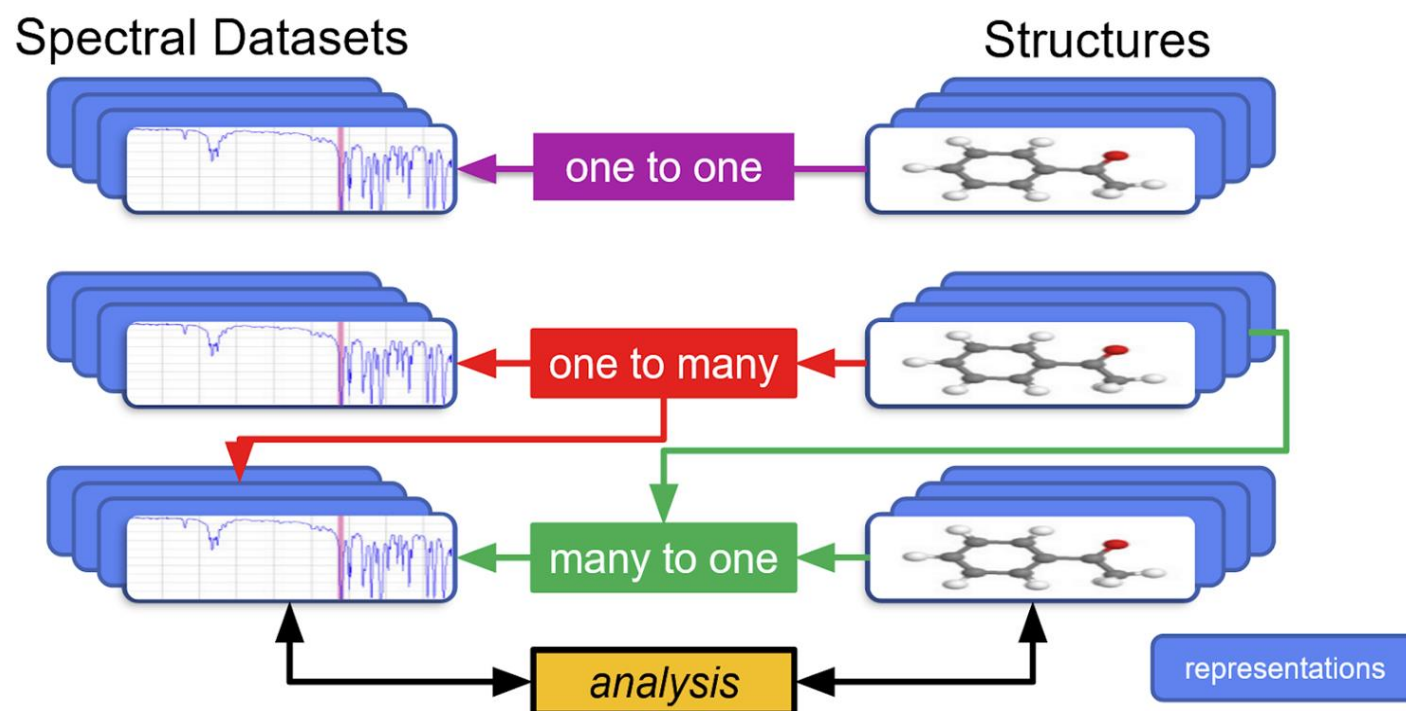 Spectral Datasets
Structures
one to one
one to many
many to one
analysis
representations